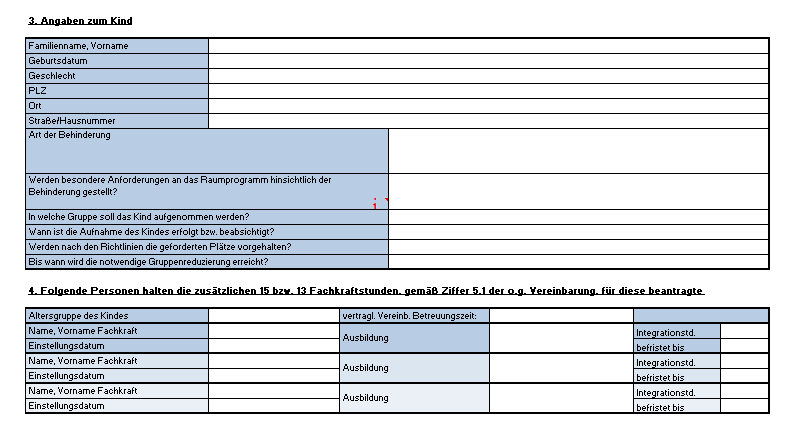 3. Angaben zum Kind
Familienname, Vorname
Geburtsdatum
Geschlecht
PLZ
Ort
Straße/Hausnummer
Art der Behinderung
Werden besondere Anforderungen an das Raumprogramm hinsichtlich der
Behinderung gestellt?
In welche Gruppe soll das Kind aufgenommen werden?
Wann ist die Aufnahme des Kindes erfolgt bzw. beabsichtigt?
Werden nach den Richtlinien die geforderten Plätze vorgehalten?
Bis wann wird die notwendige Gruppenreduzierung erreicht?
4. Folgende Personen halten die zusätzlichen 15 bzw. 13 Fachkraftstunden, gemäß Ziffer 5.1 der o.g. Vereinbarung, für diese beantragte
Altersgruppe des Kindes vertragl. Vereinb. Betreuungszeit:
Name, Vorname Fachkraft Ausbildung Integrationstd.
Einstellungsdatum befristet bis
Name, Vorname Fachkraft Ausbildung Integrationstd.
Einstellungsdatum befristet bis
Name, Vorname Fachkraft Ausbildung Integrationstd.
Einstellungsdatum befristet bis